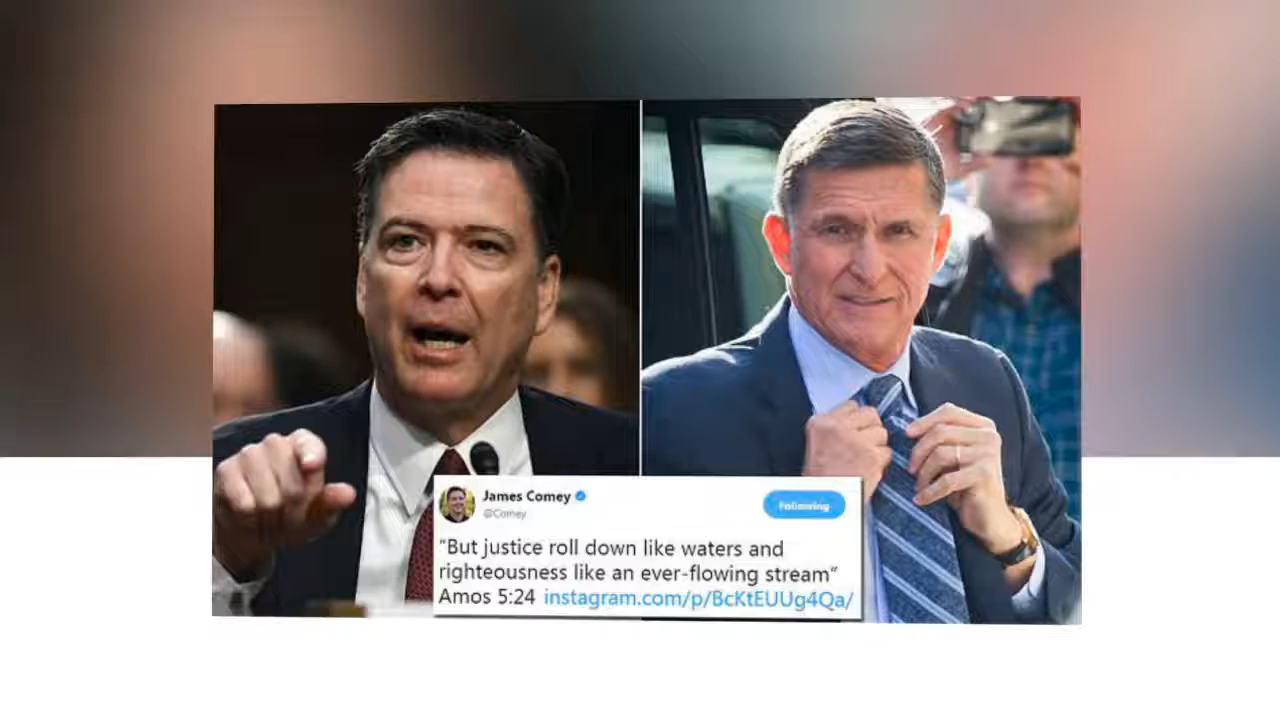 James Comey
@Comey
Following
“But justice roll down like waters and
righteousness like an ever-flowing stream”
Amos 5:24 instagram.com/p/BcKtEUUg4Qa/